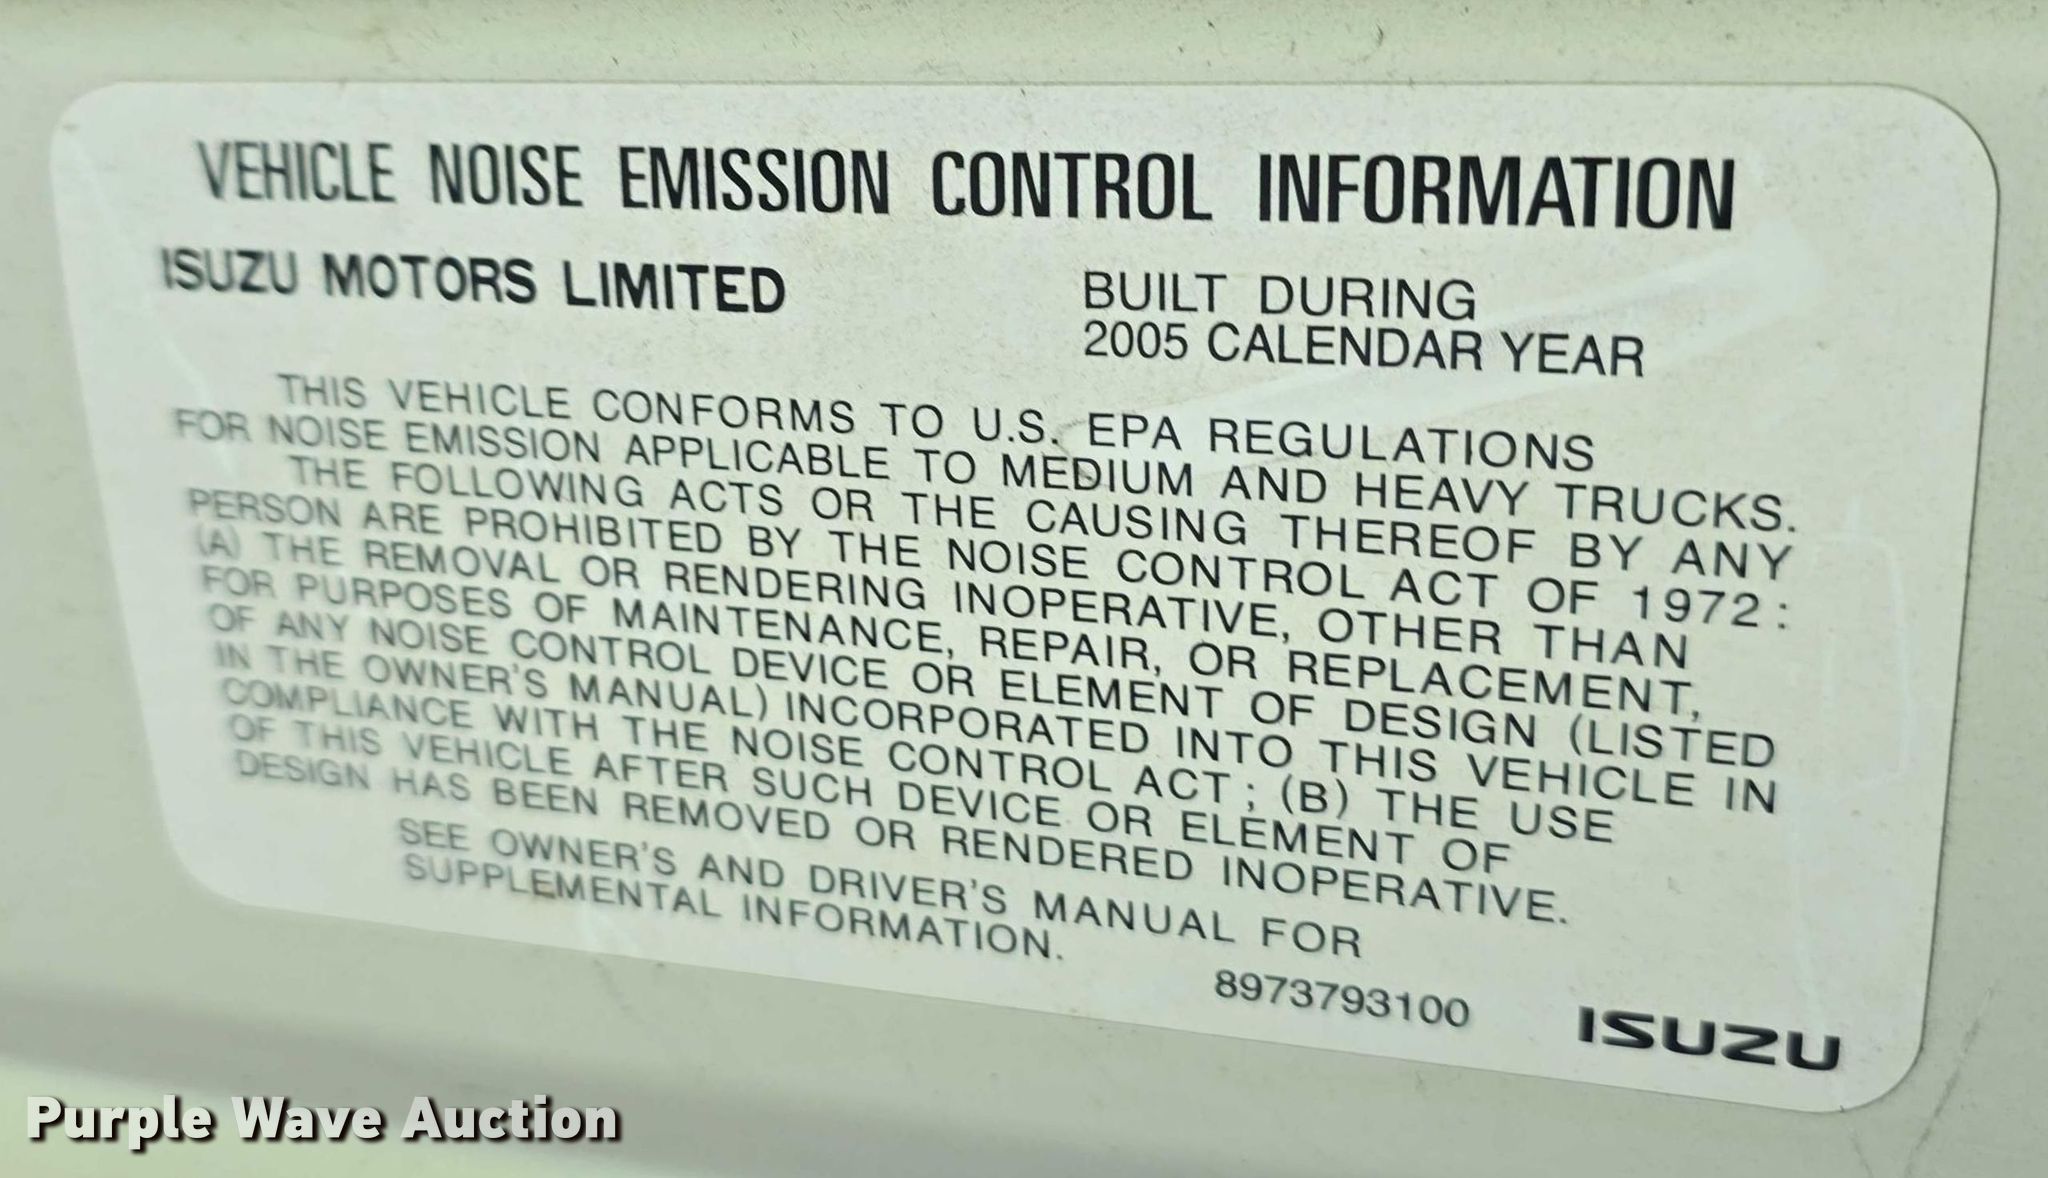 VEHICLE NOISE EMISSION CONTROL INFORMATION
ISUZU MOTORS LIMITED
BUILT DURING
2005 CALENDAR YEAR
THIS VEHICLE CONFORMS TO U.S. EPA REGULATIONS
FOR NOISE EMISSION APPLICABLE TO MEDIUM AND HEAVY TRUCKS.
THE FOLLOWING ACTS OR THE CAUSING THEREOF BY ANY
PERSON ARE PROHIBITED BY THE NOISE CONTROL ACT OF 1972:
(A) THE REMOVAL OR RENDERING INOPERATIVE, OTHER THAN
FOR PURPOSES OF MAINTENANCE, REPAIR, OR REPLACEMENT,
OF ANY NOISE CONTROL DEVICE OR ELEMENT OF DESIGN (LISTED
IN THE OWNER'S MANUAL) INCORPORATED INTO THIS VEHICLE IN
COMPLIANCE WITH THE NOISE CONTROL ACT; (B) THE USE
OF THIS VEHICLE AFTER SUCH DEVICE OR ELEMENT OF
DESIGN HAS BEEN REMOVED OR RENDERED INOPERATIVE.
SEE OWNER'S AND DRIVER'S MANUAL FOR
SUPPLEMENTAL INFORMATION.
8973793100
ISUZU
Purple Wave Auction